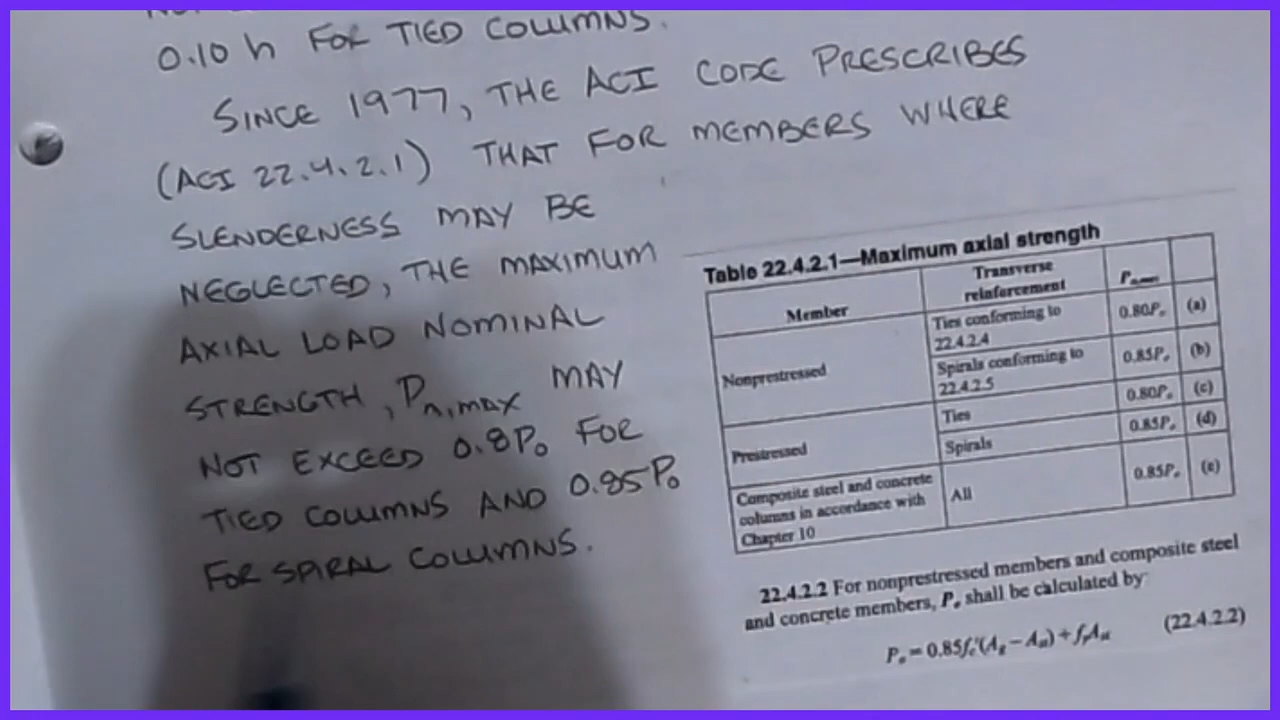 0.10 h FOR TIED COLUMNS.
SINCE 1977, THE ACI CODE PRESCRIBES
(ACI 22.4.2.1) THAT FOR MEMBERS WHERE
SLENDERNESS MAY BE
NEGLECTED, THE MAXIMUM
AXIAL LOAD NOMINAL
STRENGTH, Pn,max MAY
NOT EXCEED 0.8Po FOR
TIED COLUMNS AND 0.85Po
FOR SPIRAL COLUMNS.
Table 22.4.2.1—Maximum axial strength
Member
Transverse
reinforcement
Pn,max
Nonprestressed
Ties conforming to
22.4.2.4
0.80Po
(a)
Spirals conforming to
22.4.2.5
0.85Po
(b)
Prestressed
Ties
0.80Po
(c)
Spirals
0.85Po
(d)
Composite steel and concrete
columns in accordance with
Chapter 10
All
0.85Po
(e)
22.4.2.2 For nonprestressed members and composite steel
and concrete members, Po shall be calculated by:
Po = 0.85fc′(Ag – Ast) + fyAst (22.4.2.2)